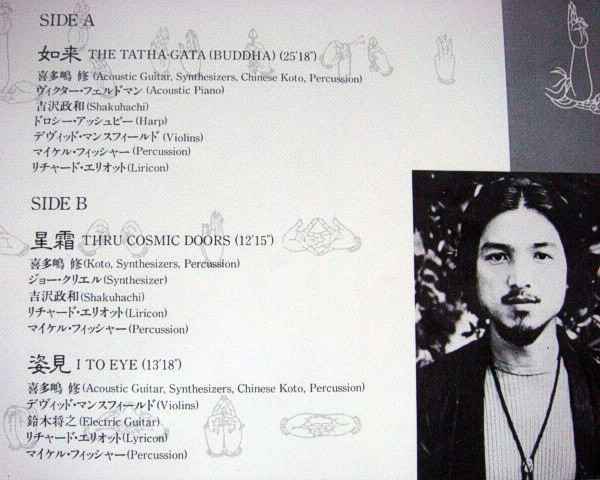 SIDE A
如来 THE TATHA-GATA (BUDDHA) (25'18")
喜多嶋 修 (Acoustic Guitar, Synthesizers, Chinese Koto, Percussion)
ヴィクター・フェルドマン (Acoustic Piano)
吉沢政和 (Shakuhachi)
ドロシー・アッシュビー (Harp)
デヴィッド・マンスフィールド (Violins)
マイケル・フィッシャー (Percussion)
リチャード・エリオット (Liricon)
SIDE B
星霜 THRU COSMIC DOORS (12'15")
喜多嶋 修 (Koto, Synthesizers, Percussion)
ジョー・クリエル (Synthesizer)
吉沢政和 (Shakuhachi)
リチャード・エリオット (Liricon)
マイケル・フィッシャー (Percussion)
姿見 I TO EYE (13'18")
喜多嶋 修 (Acoustic Guitar, Synthesizers, Chinese Koto, Percussion)
デヴィッド・マンスフィールド (Violins)
鈴木将之 (Electric Guitar)
リチャード・エリオット (Lyricon)
マイケル・フィッシャー (Percussion)